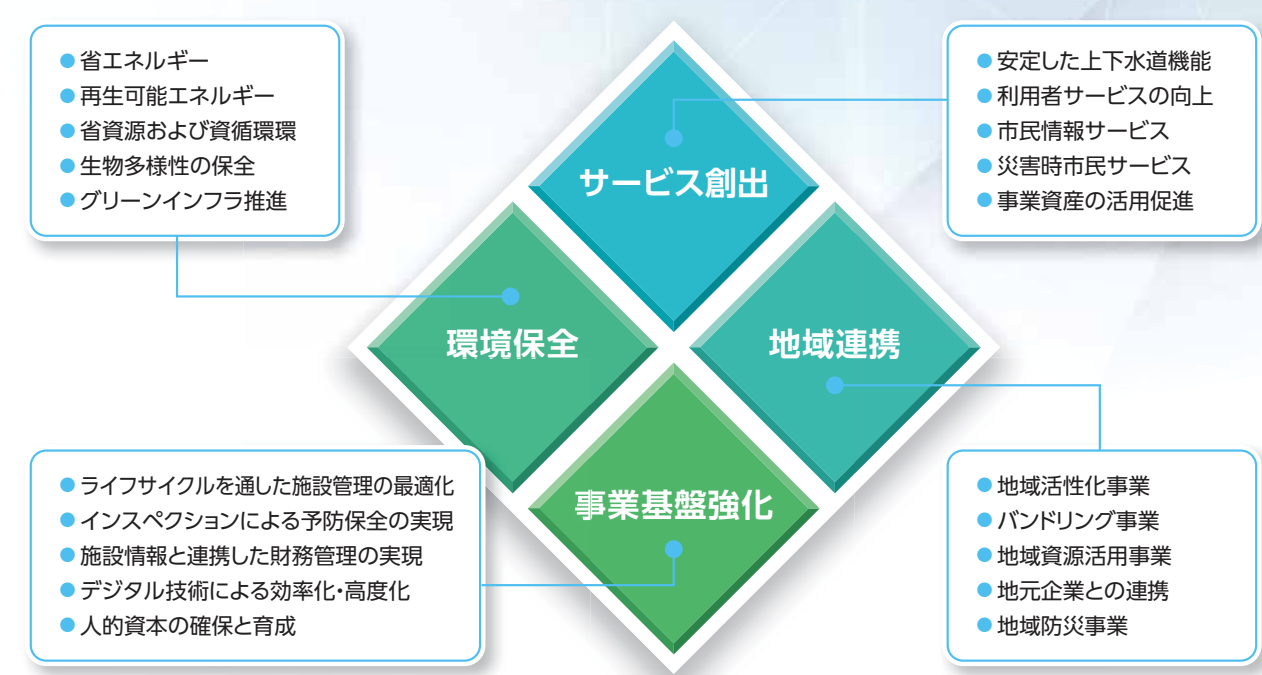 省エネルギー
再生可能エネルギー
省資源および資循環環
生物多様性の保全
グリーンインフラ推進
サービス創出
安定した上下水道機能
利用者サービスの向上
市民情報サービス
災害時市民サービス
事業資産の活用促進
環境保全
地域連携
事業基盤強化
ライフサイクルを通した施設管理の最適化
インスペクションによる予防保全の実現
施設情報と連携した財務管理の実現
デジタル技術による効率化・高度化
人的資本の確保と育成
地域活性化事業
バンドリング事業
地域資源活用事業
地元企業との連携
地域防災事業